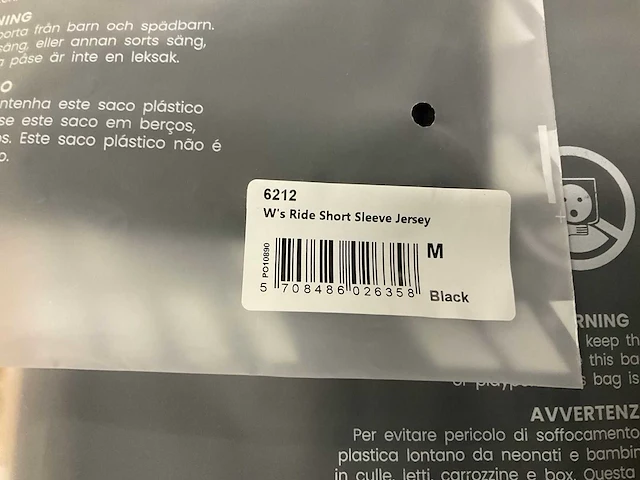 NING
porta från barn och spädbarn.
säng, eller annan sorts säng,
a påse är inte en leksak.
O
ntenha este saco plástico
se este saco em berços,
s. Este saco plástico não é
o.
6212
W's Ride Short Sleeve Jersey
PO10890
M
5 708486 026358
Black
RNING
keep th
this ba
bag is
AVVERTENZ
Per evitare pericolo di soffocamento
plastica lontano da neonati e bambin
in culle, letti, carrozzine e box. Questa